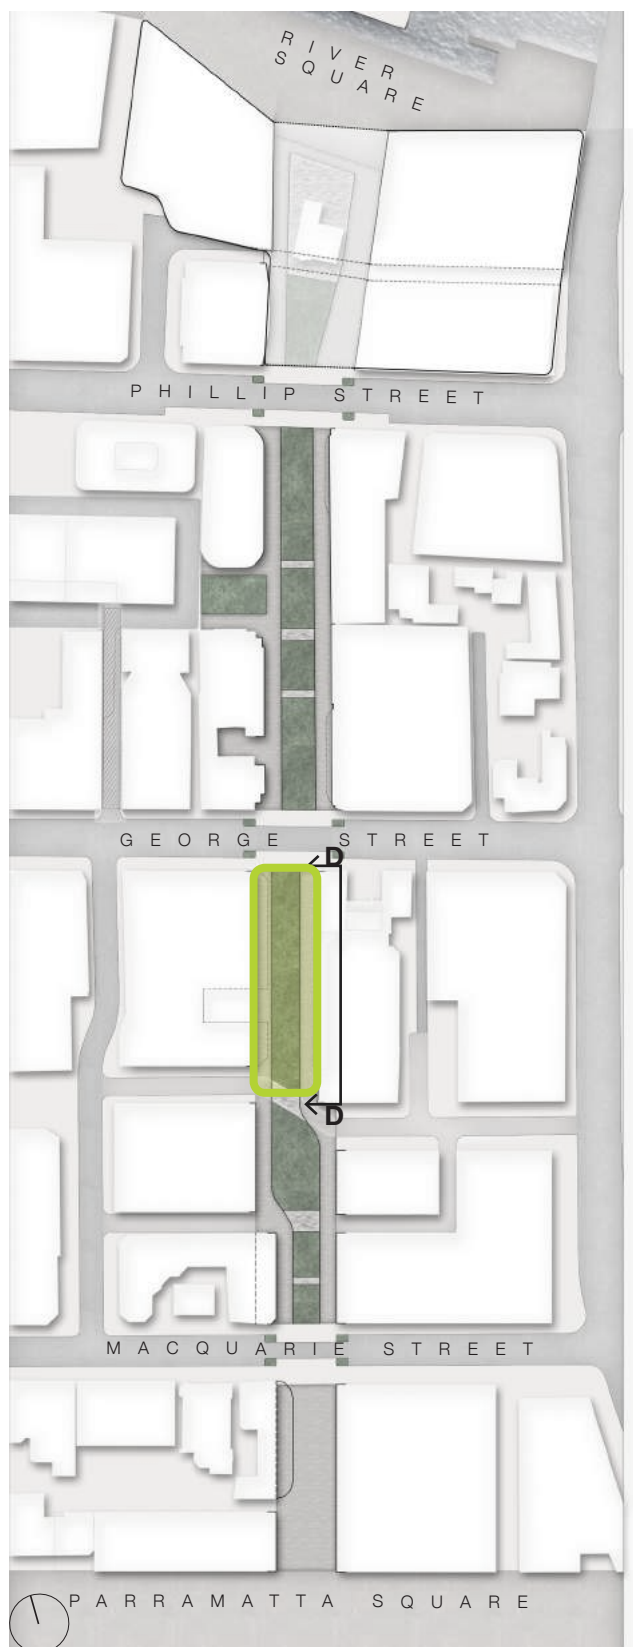 RIVER
SQUARE
PHILLIP STREET
GEORGE STREET
D
D
MACQUARIE STREET
PARRAMATTA SQUARE